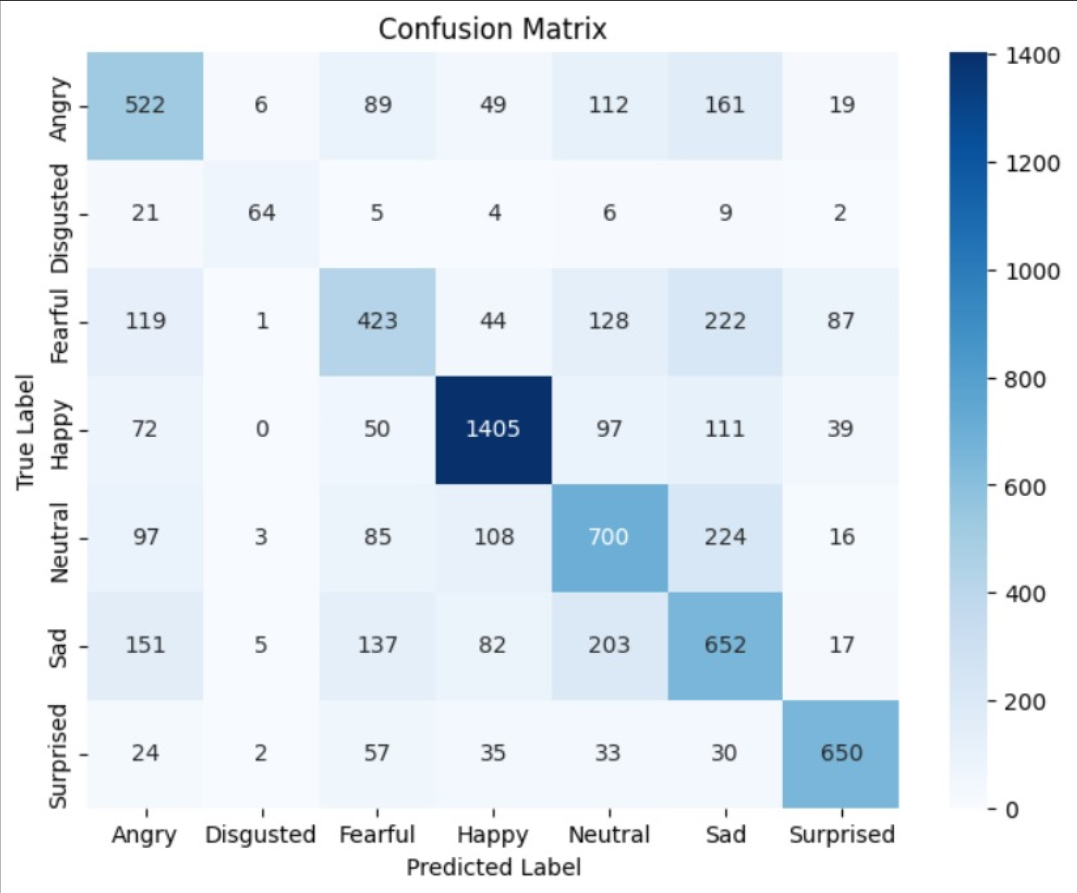 Confusion Matrix
True Label
Angry 522 6 89 49 112 161 19
Disgusted 21 64 5 4 6 9 2
Fearful 119 1 423 44 128 222 87
Happy 72 0 50 1405 97 111 39
Neutral 97 3 85 108 700 224 16
Sad 151 5 137 82 203 652 17
Surprised 24 2 57 35 33 30 650
Angry Disgusted Fearful Happy Neutral Sad Surprised
Predicted Label
1400
1200
1000
800
600
400
200
0